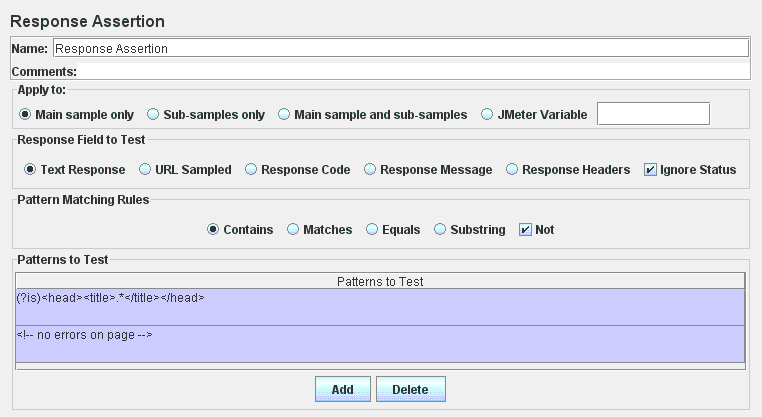 Response Assertion
Name: Response Assertion
Comments:
Apply to:
Main sample only Sub-samples only Main sample and sub-samples JMeter Variable
Response Field to Test
Text Response URL Sampled Response Code Response Message Response Headers Ignore Status
Pattern Matching Rules
Contains Matches Equals Substring Not
Patterns to Test
Patterns to Test
(?is)<head><title>.*</title></head>
<!-- no errors on page -->
Add Delete